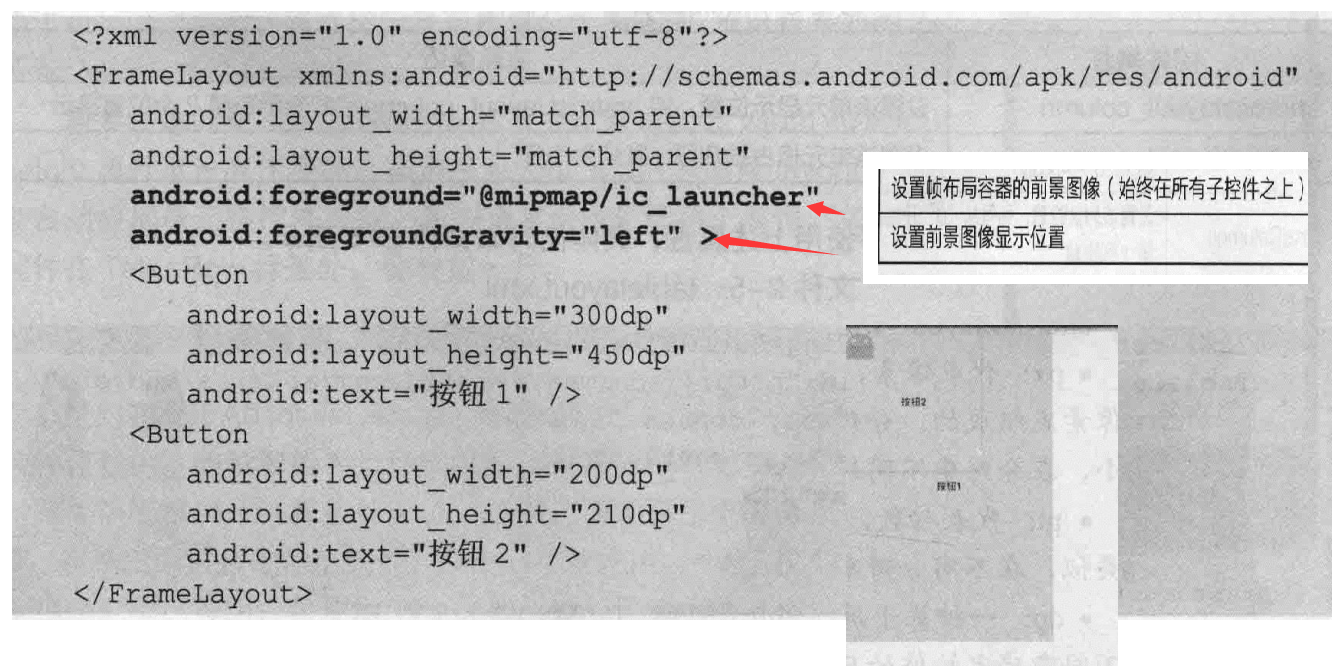 <?xml version="1.0" encoding="utf-8"?>
<FrameLayout xmlns:android="http://schemas.android.com/apk/res/android"
android:layout_width="match_parent"
android:layout_height="match_parent"
android:foreground="@mipmap/ic_launcher"
android:foregroundGravity="left" >
<Button
android:layout_width="300dp"
android:layout_height="450dp"
android:text="按钮 1" />
<Button
android:layout_width="200dp"
android:layout_height="210dp"
android:text="按钮 2" />
</FrameLayout>
设置帧布局容器的前景图像(始终在所有子控件之上)
设置前景图像显示位置
按钮2
按钮1